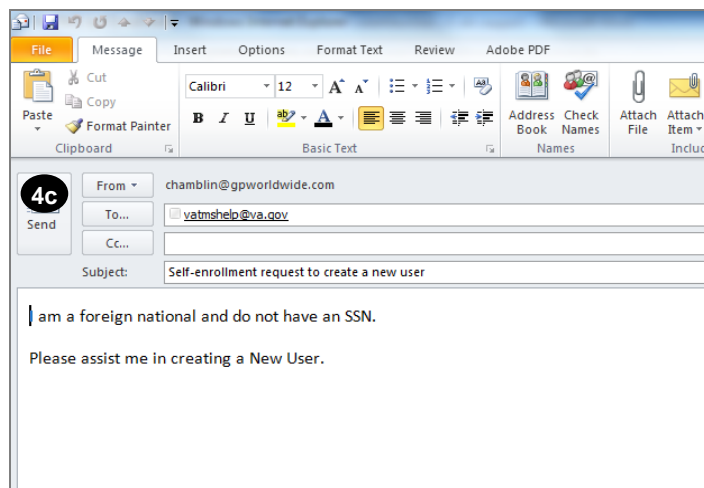 File Message Insert Options Format Text Review Adobe PDF
Cut
Copy
Format Painter
Paste
Clipboard
Calibri 12 A A
B I U ab A
Basic Text
Address Book
Check Names
Names
Attach File
Attach Item
Includ
4c
Send
From chamblin@gpworldwide.com
To... vatmshelp@va.gov
Cc...
Subject: Self-enrollment request to create a new user
I am a foreign national and do not have an SSN.
Please assist me in creating a New User.